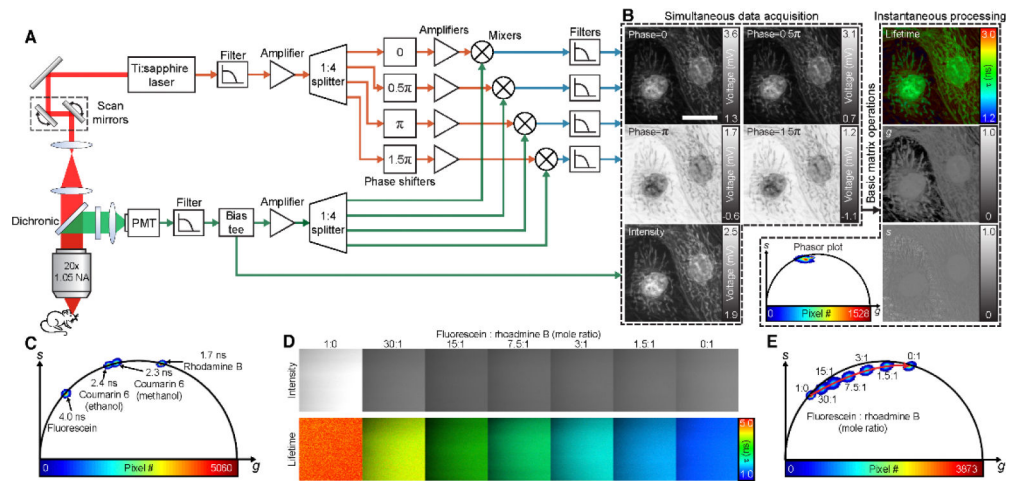 A
Ti:sapphire
laser
Filter
Amplifier
1:4
splitter
0
0.5π
π
1.5π
Phase shifters
Amplifiers
Mixers
Filters
Scan
mirrors
Dichronic
PMT
Filter
Bias
tee
Amplifier
1:4
splitter
20x
1.05 NA
B
Simultaneous data acquisition
Instantaneous processing
Phase–0
3.6
Voltage (mV)
1.3
Phase–0.5π
3.1
Voltage (mV)
0.7
Phase–π
1.7
Voltage (mV)
-0.6
Phase–1.5π
1.2
Voltage (mV)
-1.1
Intensity
2.5
Voltage (mV)
1.9
Basic matrix operations
Lifetime
3.0
τ (ns)
1.2
g
1.0
0
s
1.0
0
s
Phasor plot
0
Pixel #
1528
g
C
s
1.7 ns
Rhodamine B
2.4 ns
Coumarin 6
(ethanol)
2.3 ns
Coumarin 6
(methanol)
4.0 ns
Fluorescein
0
Pixel #
5060
g
D
Fluorescein : rhoadmine B (mole ratio)
1:0
30:1
15:1
7.5:1
3:1
1.5:1
0:1
Intensity
Lifetime
5.0
τ (ns)
1.0
E
s
1:0
30:1
15:1
7.5:1
3:1
1.5:1
0:1
Fluorescein : rhoadmine B
(mole ratio)
0
Pixel #
3873
g